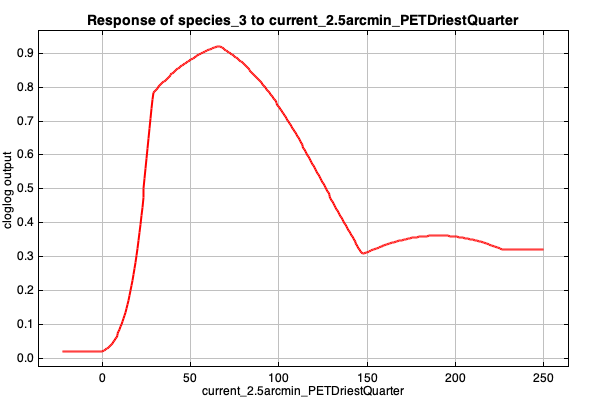 Response of species_3 to current_2.5arcmin_PETDriestQuarter
cloglog output
0.9
0.8
0.7
0.6
0.5
0.4
0.3
0.2
0.1
0.0
0 50 100 150 200 250
current_2.5arcmin_PETDriestQuarter